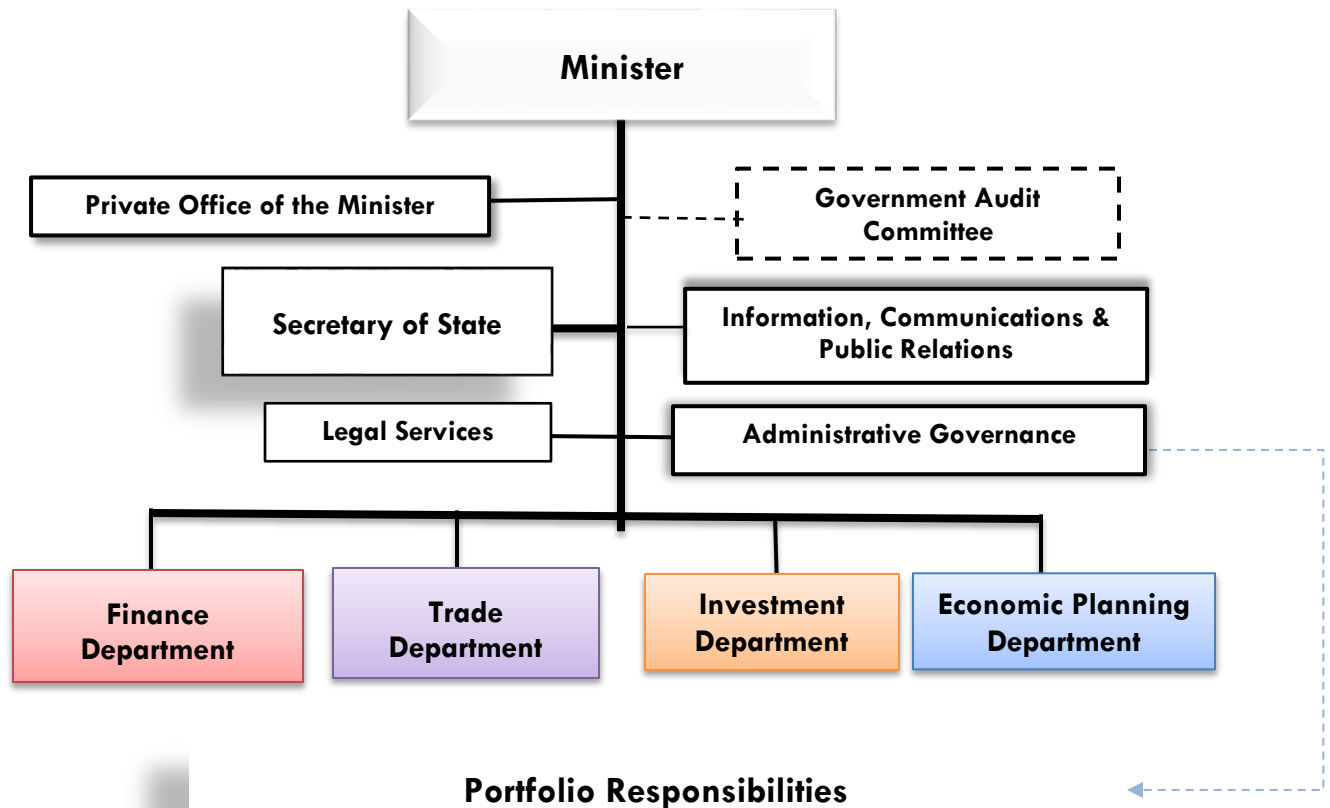 Minister
Private Office of the Minister
Government Audit
Committee
Secretary of State
Information, Communications &
Public Relations
Legal Services
Administrative Governance
Finance
Department
Trade
Department
Investment
Department
Economic Planning
Department
Portfolio Responsibilities